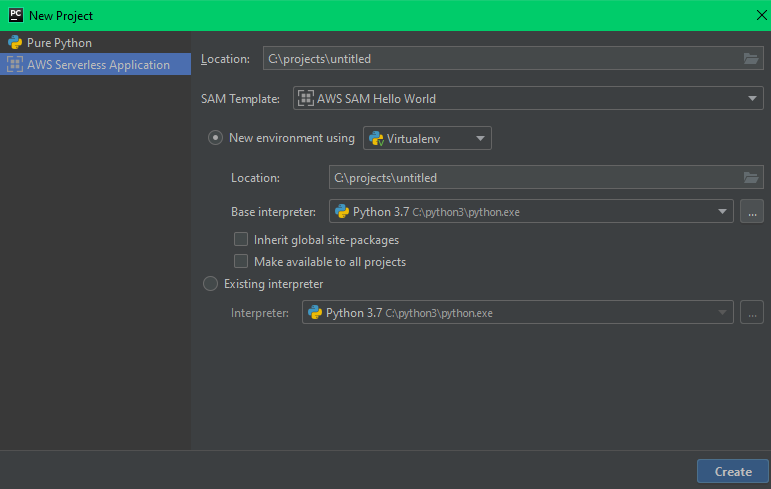 PC New Project
Pure Python
AWS Serverless Application
Location: C:\projects\untitled
SAM Template: AWS SAM Hello World
New environment using Virtualenv
Location: C:\projects\untitled
Base interpreter: Python 3.7 C:\python3\python.exe ...
Inherit global site-packages
Make available to all projects
Existing interpreter
Interpreter: Python 3.7 C:\python3\python.exe ...
Create